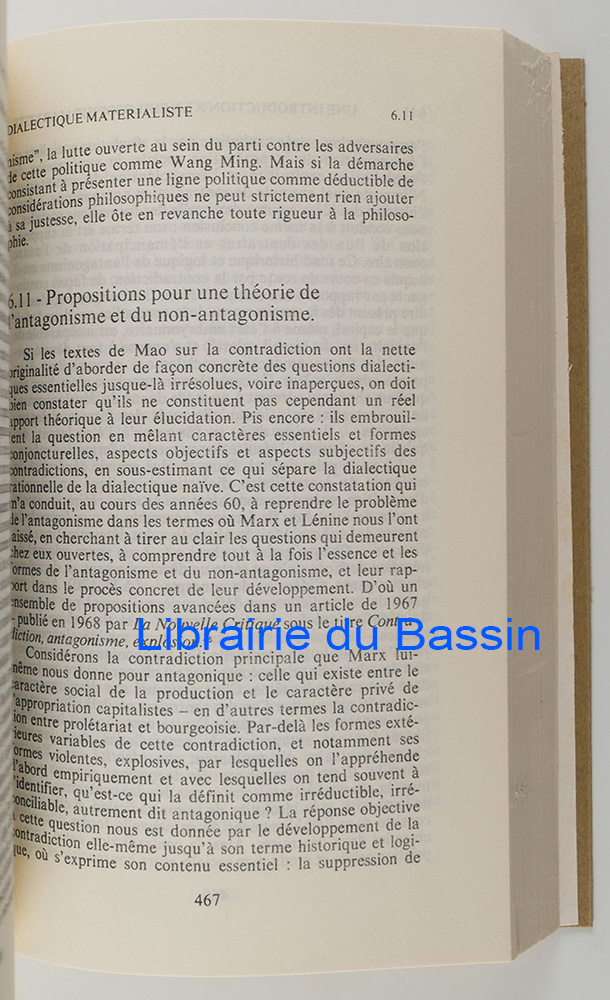 DIALECTIQUE MATERIALISTE 6.11
nisme”, la lutte ouverte au sein du parti contre les adversaires
de cette politique comme Wang Ming. Mais si la démarche
consistant à présenter une ligne politique comme déductible de
considérations philosophiques ne peut strictement rien ajouter
à sa justesse, elle ôte en revanche toute rigueur à la philoso-
phie.
6.11 - Propositions pour une théorie de
l’antagonisme et du non-antagonisme.
Si les textes de Mao sur la contradiction ont la nette
originalité d’aborder de façon concrète des questions dialecti-
ques essentielles jusque-là irrésolues, voire inaperçues, on doit
bien constater qu’ils ne constituent pas cependant un réel
apport théorique à leur élucidation. Pis encore : ils embrouil-
ent la question en mêlant caractères essentiels et formes
conjoncturelles, aspects objectifs et aspects subjectifs des
contradictions, en sous-estimant ce qui sépare la dialectique
rationnelle de la dialectique naïve. C’est cette constatation qui
m’a conduit, au cours des années 60, à reprendre le problème
de l’antagonisme dans les termes où Marx et Lénine nous l’ont
aissé, en cherchant à tirer au clair les questions qui demeurent
chez eux ouvertes, à comprendre tout à la fois l’essence et les
formes de l’antagonisme et du non-antagonisme, et leur rap-
port dans le procès concret de leur développement. D’où un
ensemble de propositions avancées dans un article de 1967
– publié en 1968 par La Nouvelle Critique sous le titre Contra-
diction, antagonisme, explosion.
Librairie du Bassin
Considérons la contradiction principale que Marx lui-
même nous donne pour antagonique : celle qui existe entre le
caractère social de la production et le caractère privé de
l’appropriation capitalistes – en d’autres termes la contradic-
tion entre prolétariat et bourgeoisie. Par-delà les formes exté-
ieures variables de cette contradiction, et notamment ses
formes violentes, explosives, par lesquelles on l’appréhende
d’abord empiriquement et avec lesquelles on tend souvent à
l’identifier, qu’est-ce qui la définit comme irréductible, irré-
conciliable, autrement dit antagonique ? La réponse objective
à cette question nous est donnée par le développement de la
contradiction elle-même jusqu’à son terme historique et logi-
que, où s’exprime son contenu essentiel : la suppression de
467